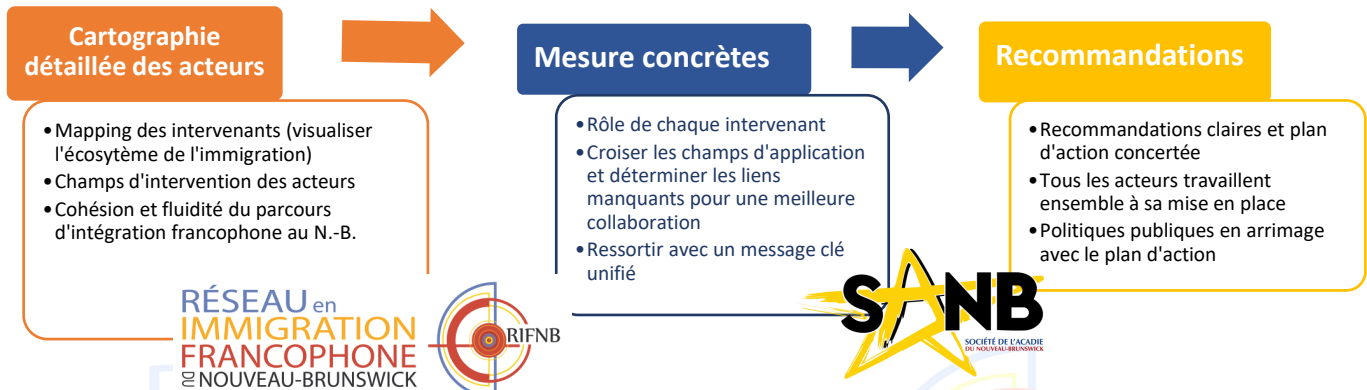 Cartographie
détaillée des acteurs
•Mapping des intervenants (visualiser
l'écosytème de l'immigration)
•Champs d'intervention des acteurs
•Cohésion et fluidité du parcours
d'intégration francophone au N.-B.
Mesure concrètes
•Rôle de chaque intervenant
•Croiser les champs d'application
et déterminer les liens
manquants pour une meilleure
collaboration
•Ressortir avec un message clé
unifié
Recommandations
•Recommandations claires et plan
d'action concertée
•Tous les acteurs travaillent
ensemble à sa mise en place
•Politiques publiques en arrimage
avec le plan d'action
RÉSEAU en
IMMIGRATION
FRANCOPHONE
DU NOUVEAU-BRUNSWICK
RIFNB
SANB
SOCIÉTÉ DE L'ACADIE
DU NOUVEAU-BRUNSWICK